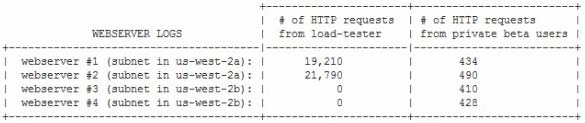 # of HTTP requests | # of HTTP requests
WEBSERVER LOGS | from load-tester | from private beta users
webserver #1 (subnet in us-west-2a): | 19,210 | 434
webserver #2 (subnet in us-west-2a): | 21,790 | 490
webserver #3 (subnet in us-west-2b): | 0 | 410
webserver #4 (subnet in us-west-2b): | 0 | 428